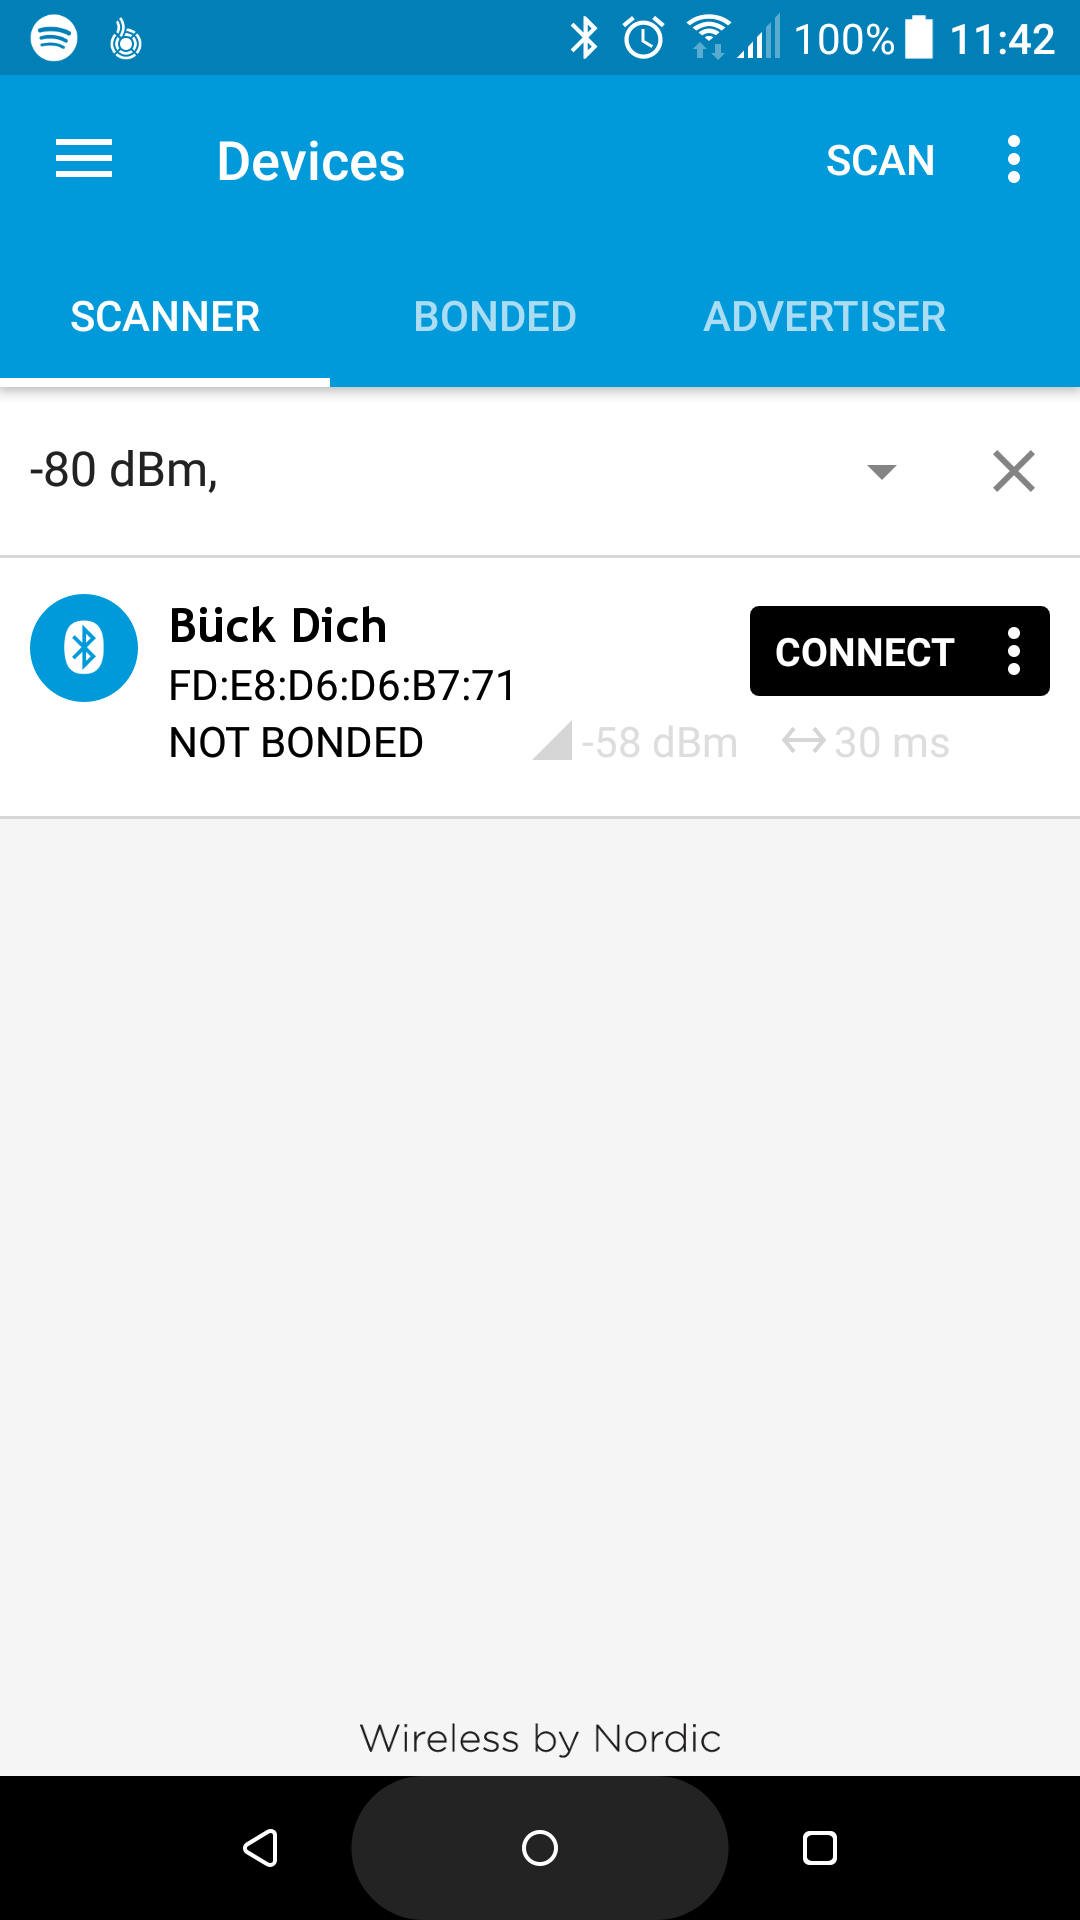 100% 11:42
Devices SCAN
SCANNER BONDED ADVERTISER
-80 dBm,
Bück Dich
CONNECT
FD:E8:D6:D6:B7:71
NOT BONDED -58 dBm 30 ms
Wireless by Nordic